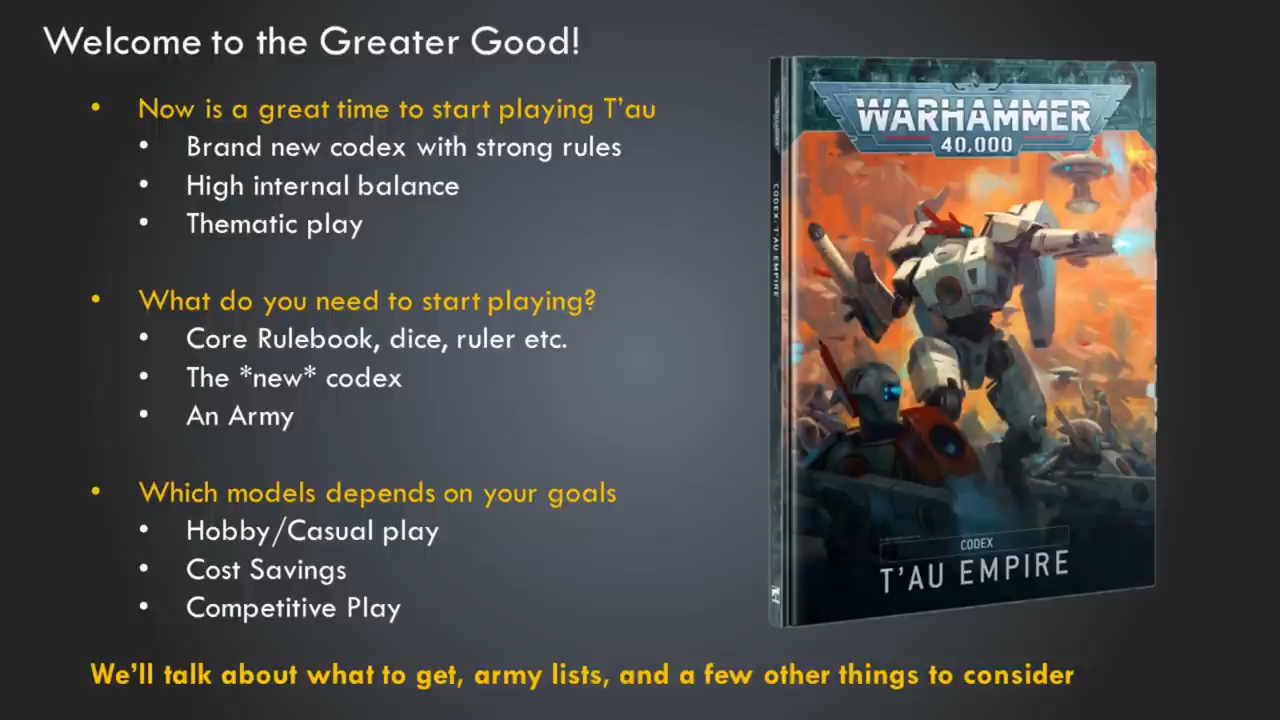 Welcome to the Greater Good!
• Now is a great time to start playing T'au
• Brand new codex with strong rules
• High internal balance
• Thematic play
• What do you need to start playing?
• Core Rulebook, dice, ruler etc.
• The *new* codex
• An Army
• Which models depends on your goals
• Hobby/Casual play
• Cost Savings
• Competitive Play
We'll talk about what to get, army lists, and a few other things to consider
WARHAMMER
40,000
CODEX: T'AU EMPIRE
CODEX
T'AU EMPIRE